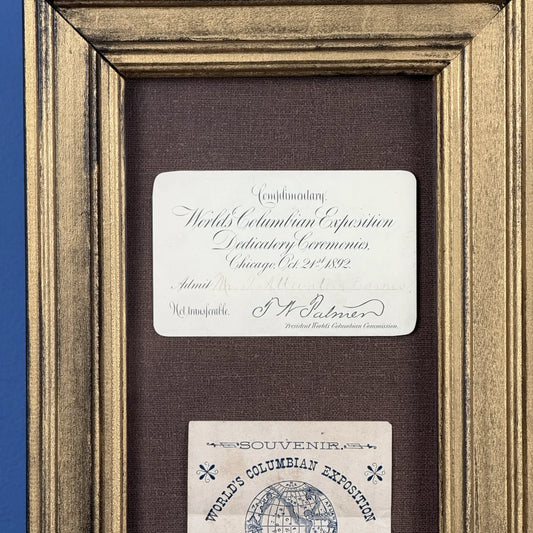 Complimentary.
World's Columbian Exposition
Dedicatory Ceremonies,
Chicago, Oct. 21st 1892.
Admit Mr.
Not transferable. T W Palmer
President World's Columbian Commission.
SOUVENIR.
WORLD'S COLUMBIAN EXPOSITION